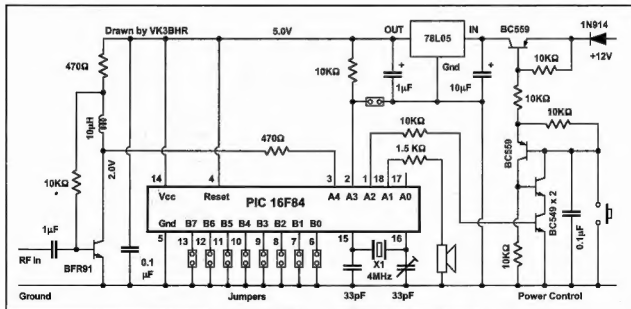 Drawn by VK3BHR
5.0V
OUT
78L05
IN
BC559
1N914
470Ω
10KΩ
+
1µF
Gnd
+
10µF
10KΩ
+12V
10µH
10KΩ
10KΩ
10KΩ
2.0V
470Ω
1.5 KΩ
BC559
14
4
3
2
1
18
17
Vcc
Reset
A4
A3
A2
A1
A0
10KΩ
PIC 16F84
BC549 x 2
Gnd
B7
B6
B5
B4
B3
B2
B1
B0
5
13
12
11
10
9
8
7
6
15
16
1µF
RF In
BFR91
0.1
µF
X1
4MHz
10KΩ
0.1µF
33pF
33pF
Ground
Jumpers
Power Control